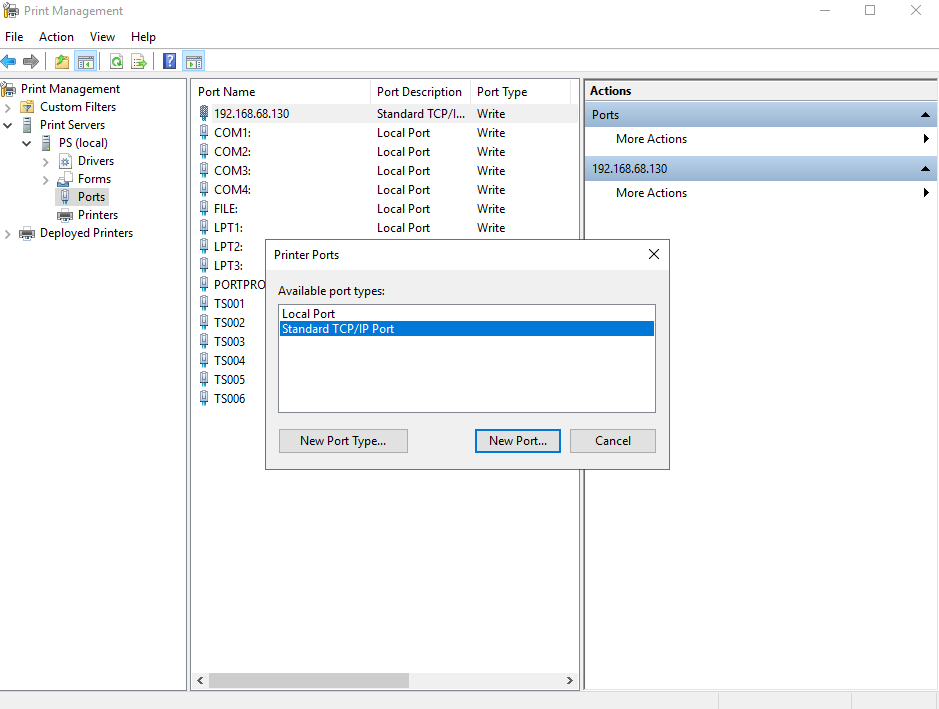 Print Management
File Action View Help
Print Management
Custom Filters
Print Servers
PS (local)
Drivers
Forms
Ports
Printers
Deployed Printers
Port Name Port Description Port Type
192.168.68.130 Standard TCP/I... Write
COM1: Local Port Write
COM2: Local Port Write
COM3: Local Port Write
COM4: Local Port Write
FILE: Local Port Write
LPT1: Local Port Write
LPT2:
LPT3:
PORTPRO
TS001
TS002
TS003
TS004
TS005
TS006
Printer Ports
Available port types:
Local Port
Standard TCP/IP Port
New Port Type... New Port... Cancel
Actions
Ports
More Actions
192.168.68.130
More Actions